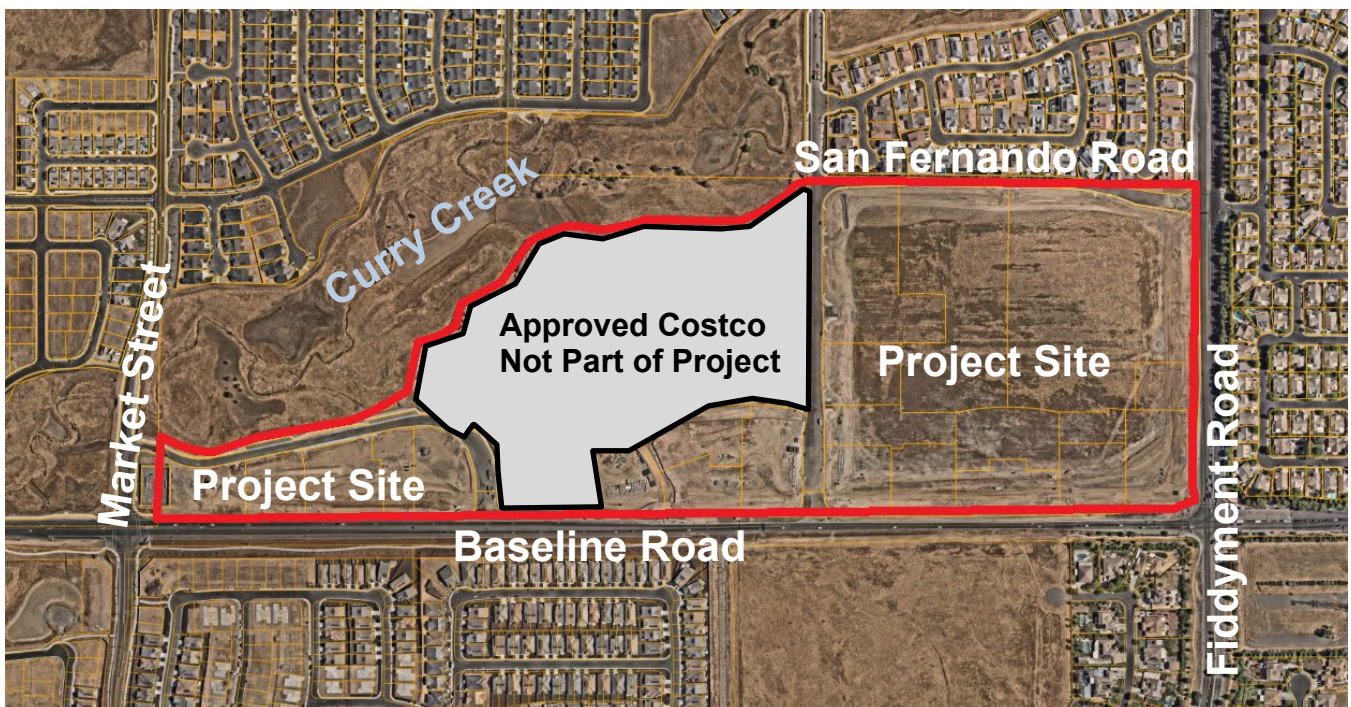 San Fernando Road
Curry Creek
Market Street
Approved Costco
Not Part of Project
Project Site
Fiddyment Road
Project Site
Baseline Road